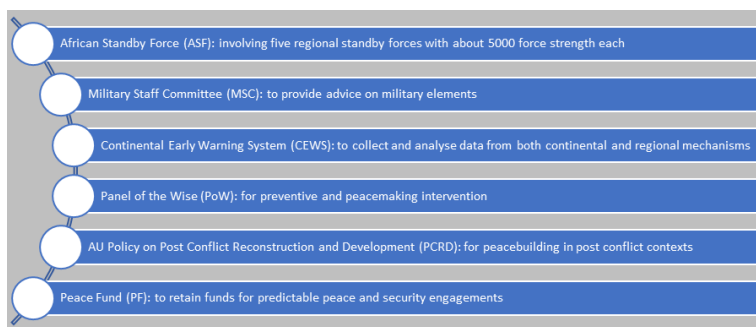 African Standby Force (ASF): involving five regional standby forces with about 5000 force strength each
Military Staff Committee (MSC): to provide advice on military elements
Continental Early Warning System (CEWS): to collect and analyse data from both continental and regional mechanisms
Panel of the Wise (PoW): for preventive and peacemaking intervention
AU Policy on Post Conflict Reconstruction and Development (PCRD): for peacebuilding in post conflict contexts
Peace Fund (PF): to retain funds for predictable peace and security engagements